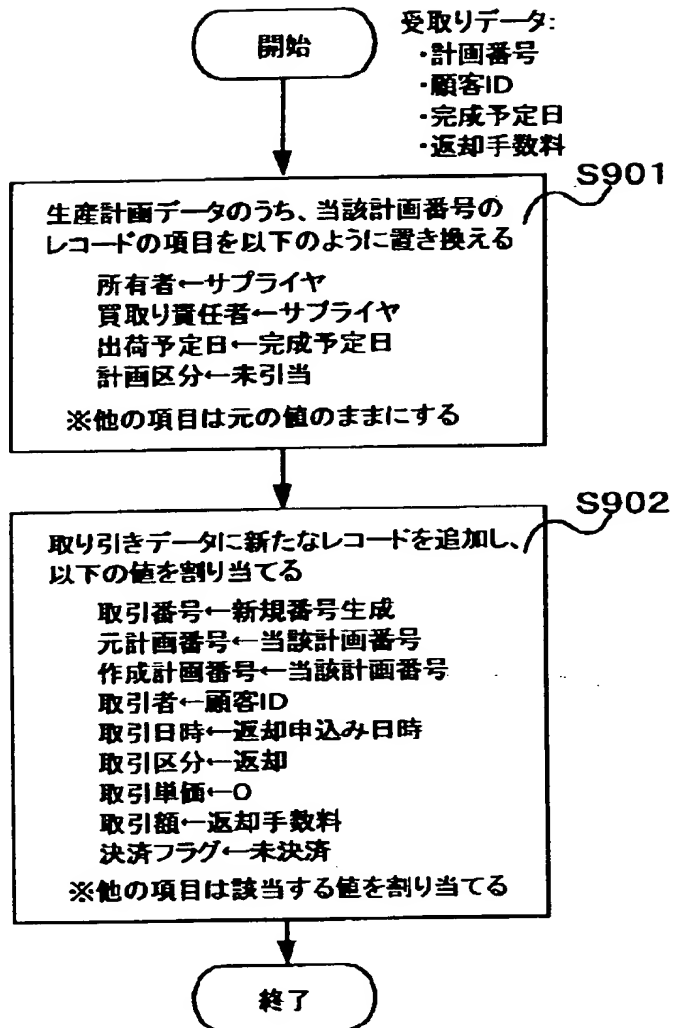 開始
受取りデータ:
・計画番号
・顧客ID
・完成予定日
・返却手数料
S901
生産計画データのうち、当該計画番号の
レコードの項目を以下のように置き換える
所有者←サプライヤ
買取り責任者←サプライヤ
出荷予定日←完成予定日
計画区分←未引当
※他の項目は元の値のままにする
S902
取り引きデータに新たなレコードを追加し、
以下の値を割り当てる
取引番号←新規番号生成
元計画番号←当該計画番号
作成計画番号←当該計画番号
取引者←顧客ID
取引日時←返却申込み日時
取引区分←返却
取引単価←0
取引額←返却手数料
決済フラグ←未決済
※他の項目は該当する値を割り当てる
終了